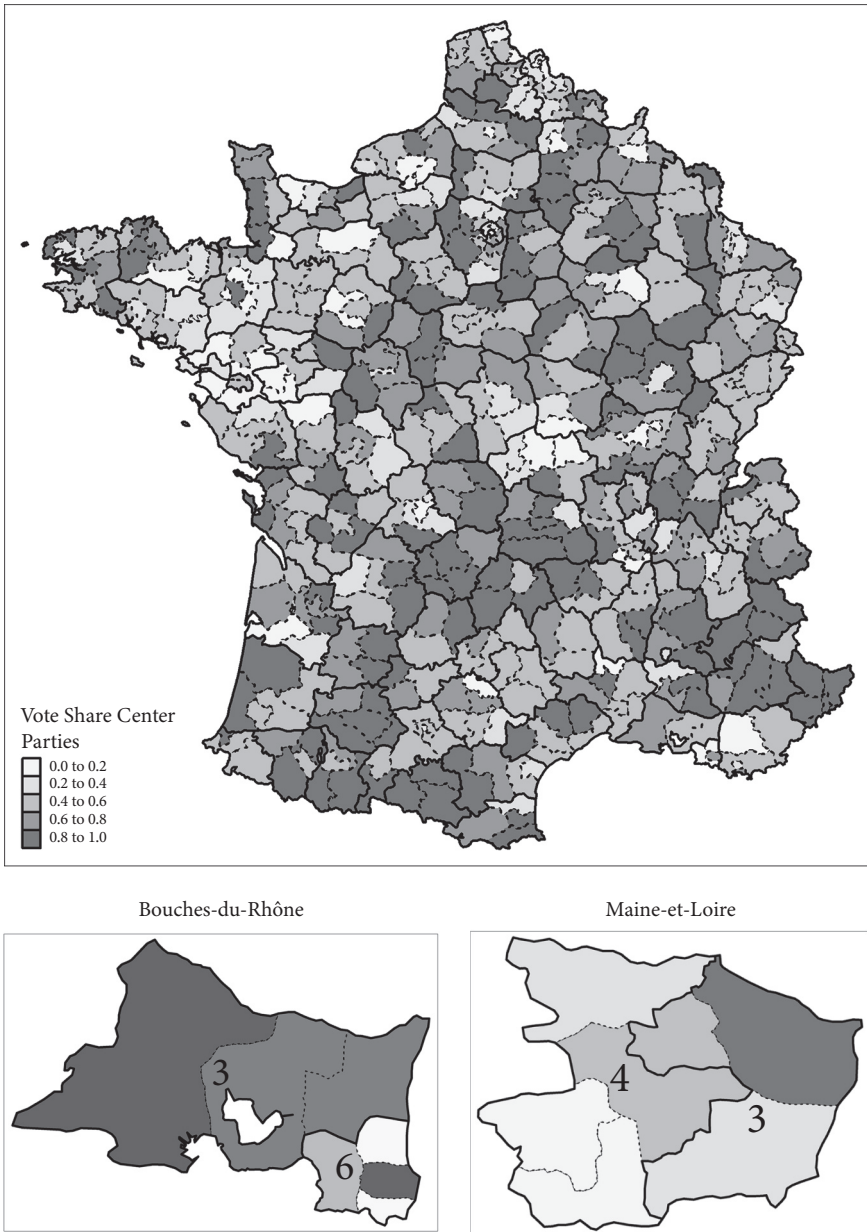 Vote Share Center
Parties
0.0 to 0.2
0.2 to 0.4
0.4 to 0.6
0.6 to 0.8
0.8 to 1.0
Bouches-du-Rhône
Maine-et-Loire
3
6
4
3